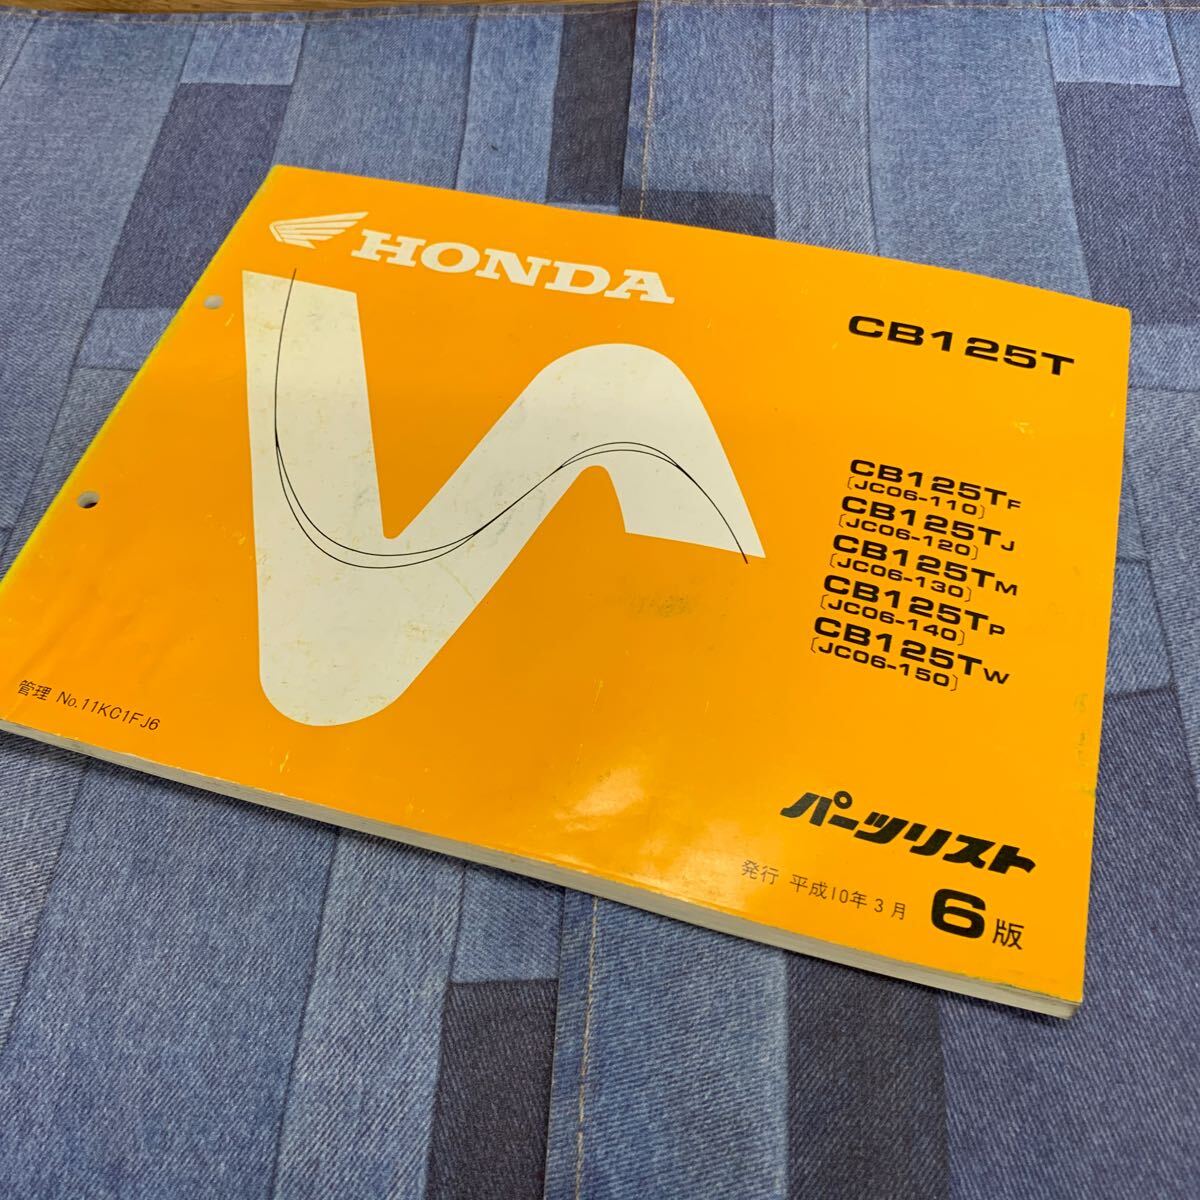 HONDA
CB125T
CB125TF
〔JC06-110〕
CB125TJ
〔JC06-120〕
CB125TM
〔JC06-130〕
CB125TP
〔JC06-140〕
CB125TW
〔JC06-150〕
管理 No.11KC1FJ6
パーツリスト
発行 平成10年3月 6版